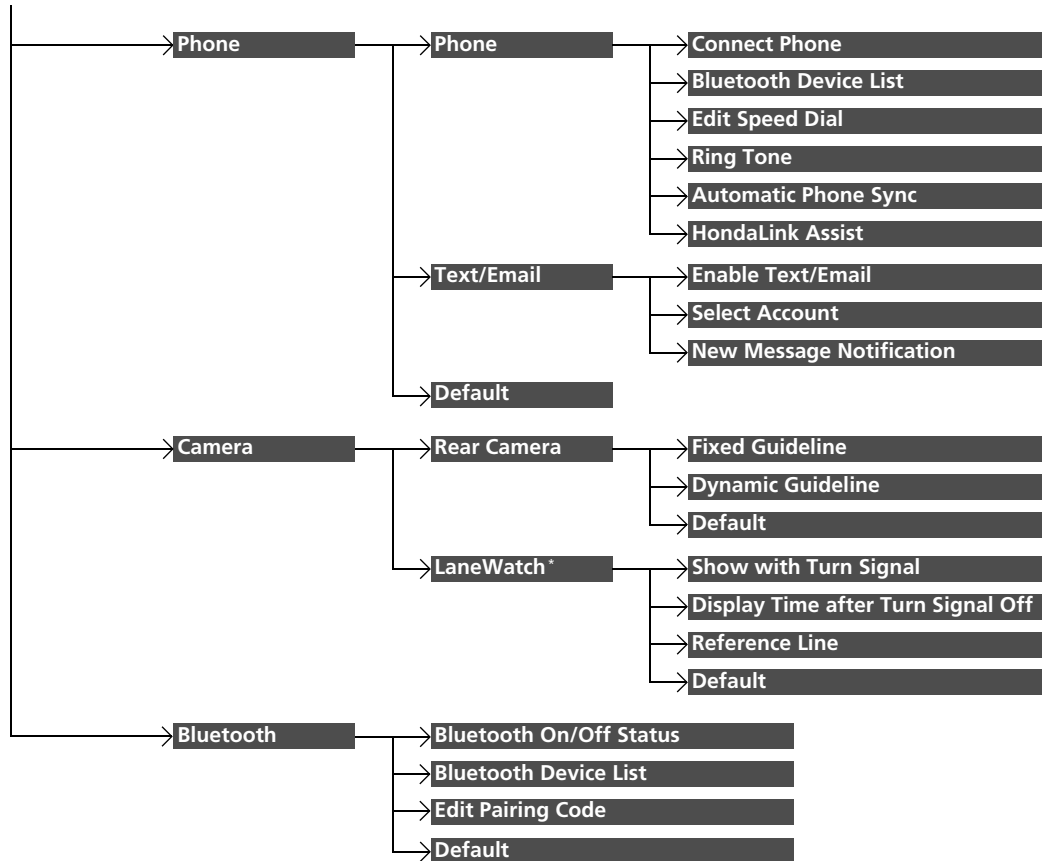 Phone
Phone
Connect Phone
Bluetooth Device List
Edit Speed Dial
Ring Tone
Automatic Phone Sync
HondaLink Assist
Text/Email
Enable Text/Email
Select Account
New Message Notification
Default
Camera
Rear Camera
Fixed Guideline
Dynamic Guideline
Default
LaneWatch*
Show with Turn Signal
Display Time after Turn Signal Off
Reference Line
Default
Bluetooth
Bluetooth On/Off Status
Bluetooth Device List
Edit Pairing Code
Default